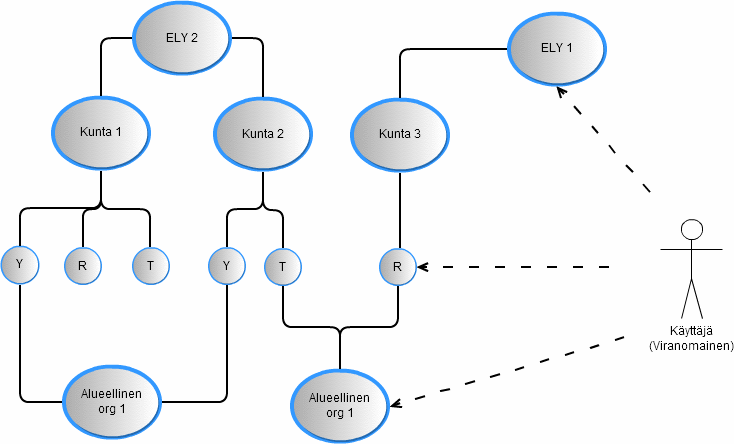 ELY 2
ELY 1
Kunta 1
Kunta 2
Kunta 3
Y
R
T
Y
T
R
Käyttäjä
(Viranomainen)
Alueellinen
org 1
Alueellinen
org 1